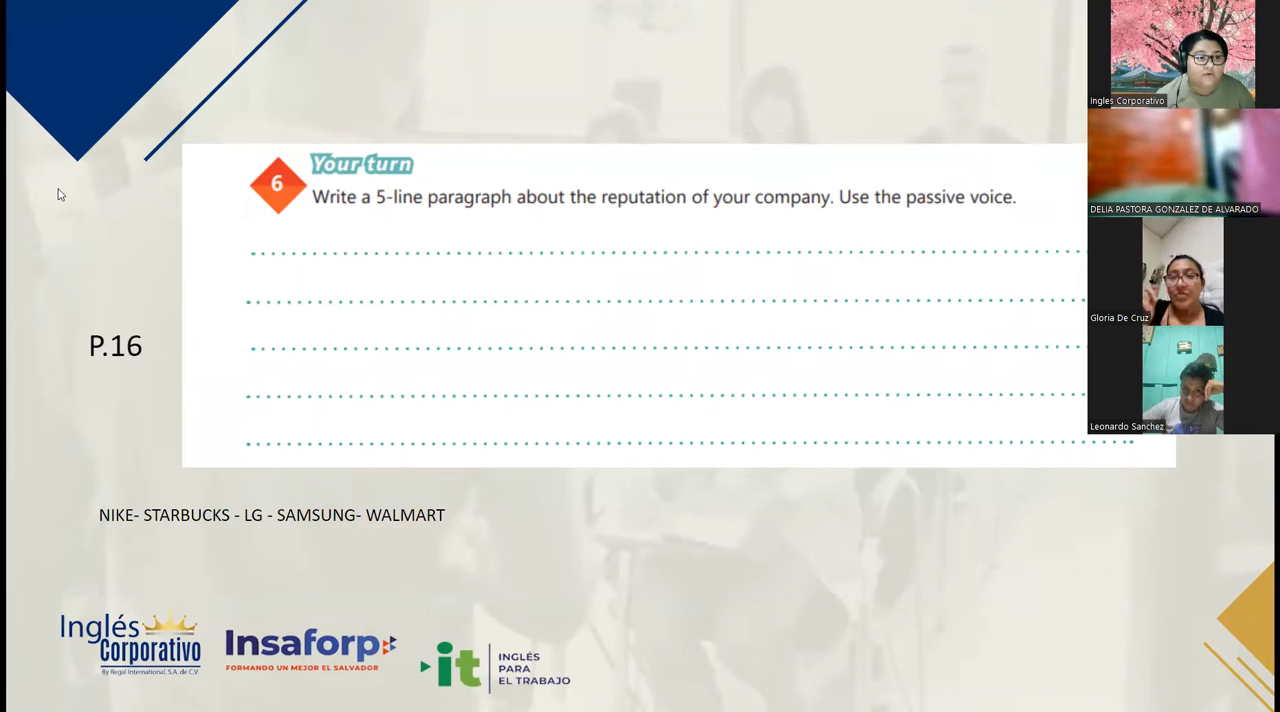 6
Your turn
Write a 5-line paragraph about the reputation of your company. Use the passive voice.
P.16
NIKE- STARBUCKS - LG - SAMSUNG- WALMART
Inglés
Corporativo
By Regal International, S.A. de C.V.
Insaforp
FORMANDO UN MEJOR EL SALVADOR
it
INGLÉS
PARA
EL TRABAJO
Ingles Corporativo
DELIA PASTORA GONZALEZ DE ALVARADO
Gloria De Cruz
Leonardo Sanchez